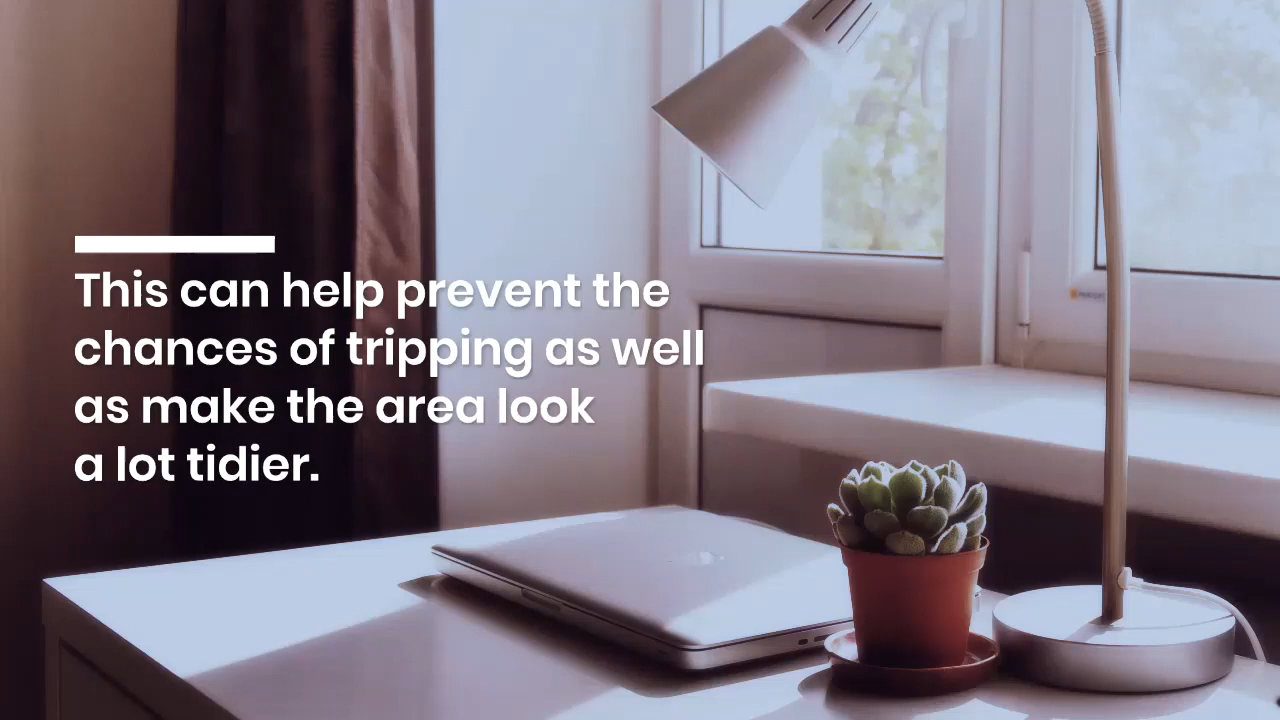 This can help prevent the
chances of tripping as well
as make the area look
a lot tidier.